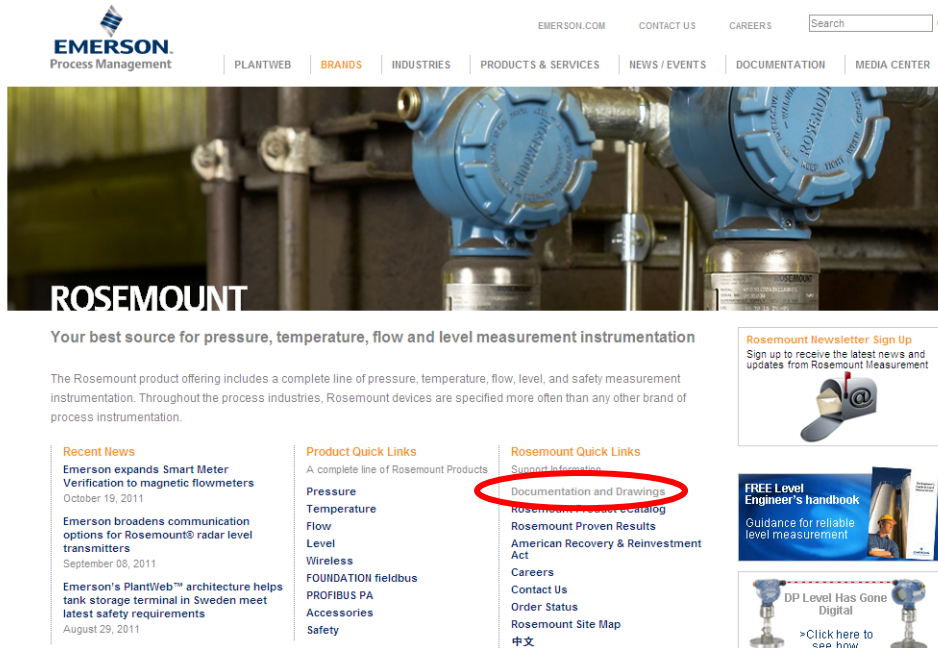 EMERSON.COM
CONTACT US
CAREERS
Search
EMERSON.
Process Management
PLANTWEB
BRANDS
INDUSTRIES
PRODUCTS & SERVICES
NEWS / EVENTS
DOCUMENTATION
MEDIA CENTER
ROSEMOUNT
ROSEMOUNT
ROSEMOUNT
Your best source for pressure, temperature, flow and level measurement instrumentation
The Rosemount product offering includes a complete line of pressure, temperature, flow, level, and safety measurement
instrumentation. Throughout the process industries, Rosemount devices are specified more often than any other brand of
process instrumentation.
Recent News
Emerson expands Smart Meter
Verification to magnetic flowmeters
October 19, 2011
Emerson broadens communication
options for Rosemount® radar level
transmitters
September 08, 2011
Emerson's PlantWeb™ architecture helps
tank storage terminal in Sweden meet
latest safety requirements
August 29, 2011
Product Quick Links
A complete line of Rosemount Products
Pressure
Temperature
Flow
Level
Wireless
FOUNDATION fieldbus
PROFIBUS PA
Accessories
Safety
Rosemount Quick Links
Support Information
Documentation and Drawings
Rosemount Product eCatalog
Rosemount Proven Results
American Recovery & Reinvestment
Act
Careers
Contact Us
Order Status
Rosemount Site Map
中文
Rosemount Newsletter Sign Up
Sign up to receive the latest news and
updates from Rosemount Measurement
@
FREE Level
Engineer's handbook
Guidance for reliable
level measurement
DP Level Has Gone
Digital
>Click here to
see how